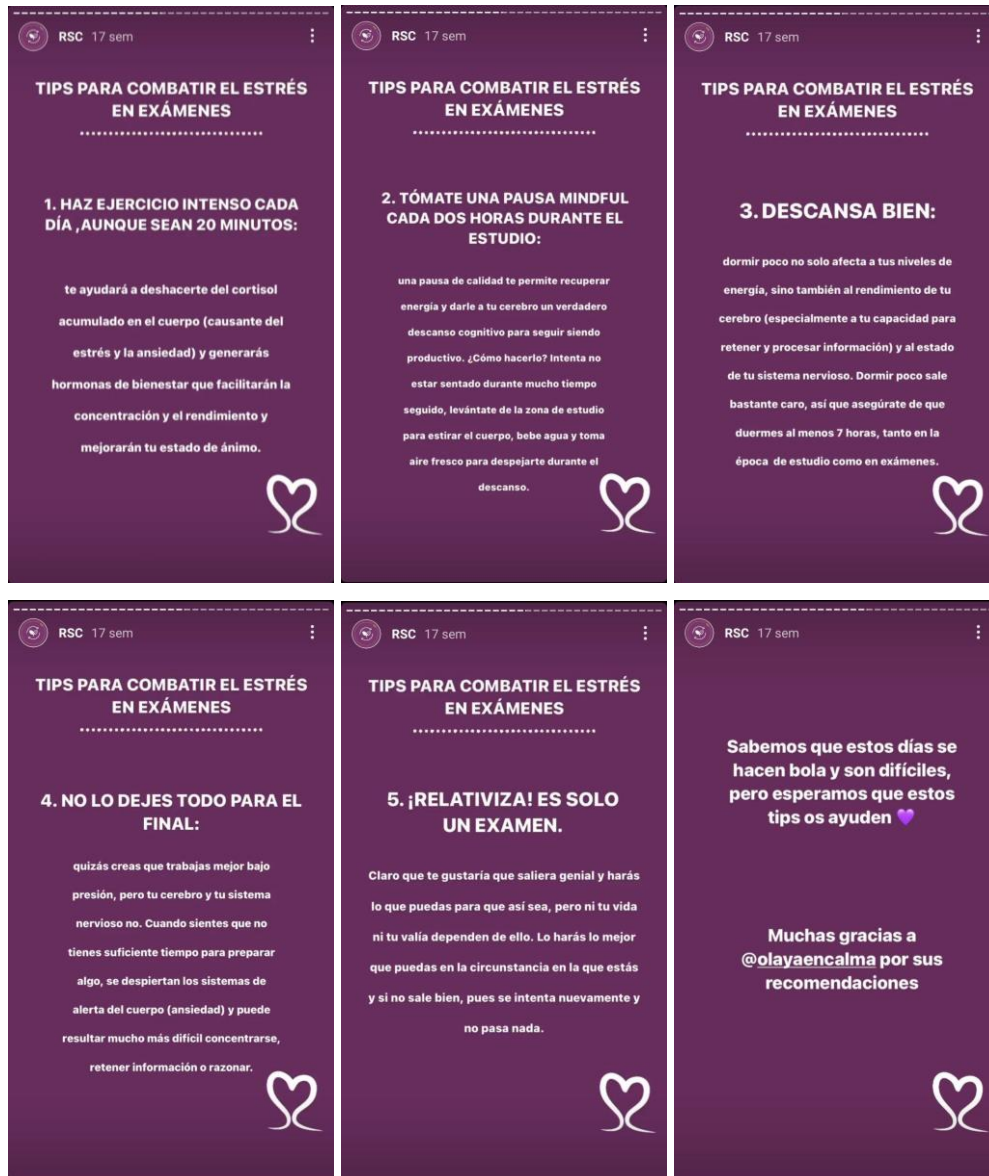 RSC 17 sem
TIPS PARA COMBATIR EL ESTRÉS
EN EXÁMENES
1. HAZ EJERCICIO INTENSO CADA
DÍA ,AUNQUE SEAN 20 MINUTOS:
te ayudará a deshacerte del cortisol
acumulado en el cuerpo (causante del
estrés y la ansiedad) y generarás
hormonas de bienestar que facilitarán la
concentración y el rendimiento y
mejorarán tu estado de ánimo.
RSC 17 sem
TIPS PARA COMBATIR EL ESTRÉS
EN EXÁMENES
2. TÓMATE UNA PAUSA MINDFUL
CADA DOS HORAS DURANTE EL
ESTUDIO:
una pausa de calidad te permite recuperar
energía y darle a tu cerebro un verdadero
descanso cognitivo para seguir siendo
productivo. ¿Cómo hacerlo? Intenta no
estar sentado durante mucho tiempo
seguido, levántate de la zona de estudio
para estirar el cuerpo, bebe agua y toma
aire fresco para despejarte durante el
descanso.
RSC 17 sem
TIPS PARA COMBATIR EL ESTRÉS
EN EXÁMENES
3. DESCANSA BIEN:
dormir poco no solo afecta a tus niveles de
energía, sino también al rendimiento de tu
cerebro (especialmente a tu capacidad para
retener y procesar información) y al estado
de tu sistema nervioso. Dormir poco sale
bastante caro, así que asegúrate de que
duermes al menos 7 horas, tanto en la
época de estudio como en exámenes.
RSC 17 sem
TIPS PARA COMBATIR EL ESTRÉS
EN EXÁMENES
4. NO LO DEJES TODO PARA EL
FINAL:
quizás creas que trabajas mejor bajo
presión, pero tu cerebro y tu sistema
nervioso no. Cuando sientes que no
tienes suficiente tiempo para preparar
algo, se despiertan los sistemas de
alerta del cuerpo (ansiedad) y puede
resultar mucho más difícil concentrarse,
retener información o razonar.
RSC 17 sem
TIPS PARA COMBATIR EL ESTRÉS
EN EXÁMENES
5. ¡RELATIVIZA! ES SOLO
UN EXAMEN.
Claro que te gustaría que saliera genial y harás
lo que puedas para que así sea, pero ni tu vida
ni tu valía dependen de ello. Lo harás lo mejor
que puedas en la circunstancia en la que estás
y si no sale bien, pues se intenta nuevamente y
no pasa nada.
RSC 17 sem
Sabemos que estos días se
hacen bola y son difíciles,
pero esperamos que estos
tips os ayuden 💜
Muchas gracias a
@olayaencalma por sus
recomendaciones